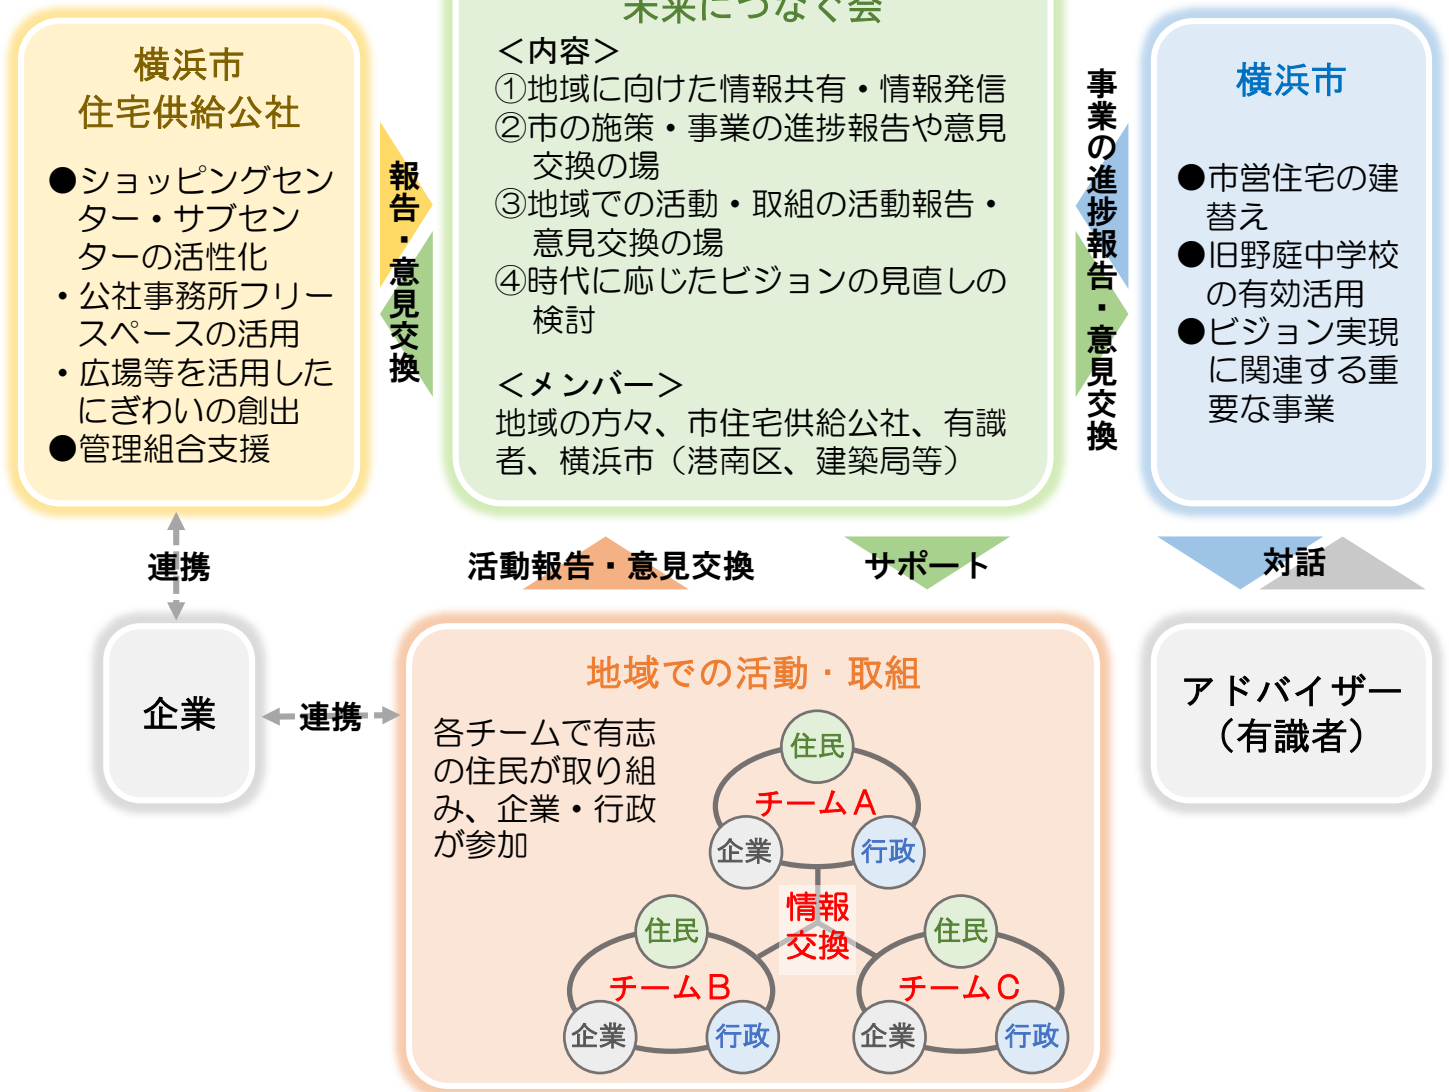 未来につなぐ会
横浜市
住宅供給公社
●ショッピングセン
ター・サブセン
ターの活性化
・公社事務所フリー
スペースの活用
・広場等を活用した
にぎわいの創出
●管理組合支援
報告・意見交換
＜内容＞
①地域に向けた情報共有・情報発信
②市の施策・事業の進捗報告や意見
交換の場
③地域での活動・取組の活動報告・
意見交換の場
④時代に応じたビジョンの見直しの
検討
＜メンバー＞
地域の方々、市住宅供給公社、有識
者、横浜市（港南区、建築局等）
事業の進捗報告・意見交換
横浜市
●市営住宅の建
替え
●旧野庭中学校
の有効活用
●ビジョン実現
に関連する重
要な事業
連携
活動報告・意見交換
サポート
対話
企業
連携
地域での活動・取組
各チームで有志
の住民が取り組
み、企業・行政
が参加
住民
チームＡ
企業
行政
情報
交換
住民
チームＢ
企業
行政
住民
チームＣ
企業
行政
アドバイザー
（有識者）